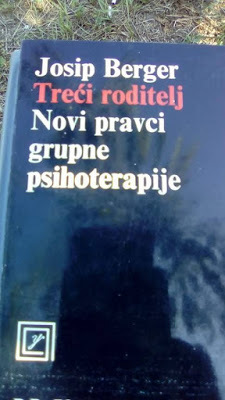 Josip Berger
Treći roditelj
Novi pravci
grupne
psihoterapije